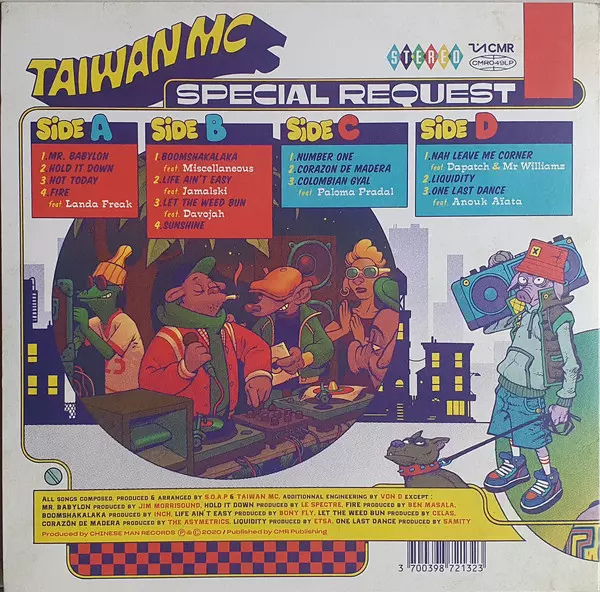 TAIWAN MC
STEREO
CMR
CMR049LP
SPECIAL REQUEST
SIDE A
1. MR. BABYLON
2. HOLD IT DOWN
3. HOT TODAY
4. FIRE
feat. Landa Freak
SIDE B
1. BOOMSHAKALAKA
feat. Miscellaneous
2. LIFE AIN'T EASY
feat. Jamalski
3. LET THE WEED BUN
feat. Davojah
4. SUNSHINE
SIDE C
1. NUMBER ONE
2. CORAZON DE MADERA
3. COLOMBIAN GYAL
feat. Paloma Pradal
SIDE D
1. NAH LEAVE ME CORNER
feat. Dapatch & Mr Williamz
2. LIQUIDITY
3. ONE LAST DANCE
feat. Anouk Aïata
ALL SONGS COMPOSED, PRODUCED & ARRANGED BY S.O.A.P & TAIWAN MC. ADDITIONNAL ENGINEERING BY VON D EXCEPT :
MR. BABYLON PRODUCED BY JIM MORRISOUND, HOLD IT DOWN PRODUCED BY LE SPECTRE, FIRE PRODUCED BY BEN MASALA,
BOOMSHAKALAKA PRODUCED BY INCH, LIFE AIN'T EASY PRODUCED BY BONY FLY, LET THE WEED BUN PRODUCED BY CELAS,
CORAZÓN DE MADERA PRODUCED BY THE ASYMETRICS, LIQUIDITY PRODUCED BY ETSA, ONE LAST DANCE PRODUCED BY SAMITY
Produced by CHINESE MAN RECORDS ℗ & © 2020 / Published by CMR Publishing
3 700398 721323